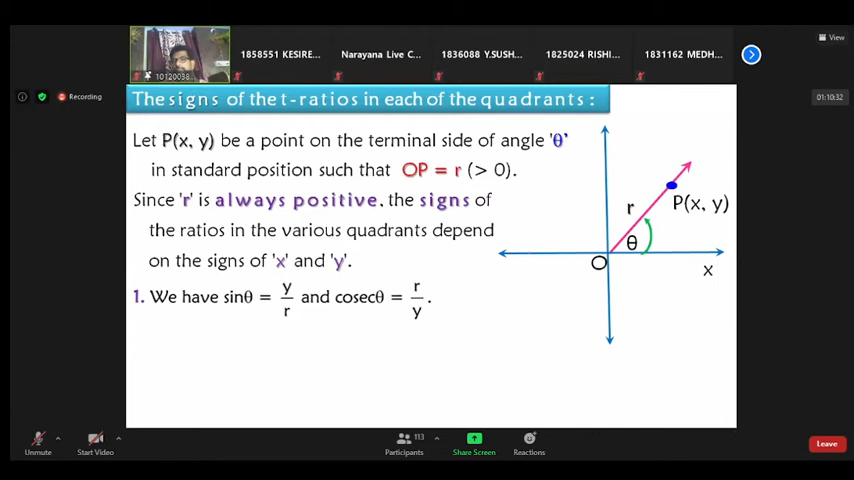 View
1858551 KESIRE...
Narayana Live C...
1836088 Y.SUSH...
1825024 RISHI...
1831162 MEDH...
10120038
Recording
01:10:32
The signs of the t-ratios in each of the quadrants :
Let P(x, y) be a point on the terminal side of angle 'θ'
in standard position such that OP = r (> 0).
Since 'r' is always positive, the signs of
the ratios in the various quadrants depend
on the signs of 'x' and 'y'.
1. We have sinθ = y/r and cosecθ = r/y.
r
P(x, y)
θ
O
x
Unmute
Start Video
113
Participants
Share Screen
Reactions
Leave